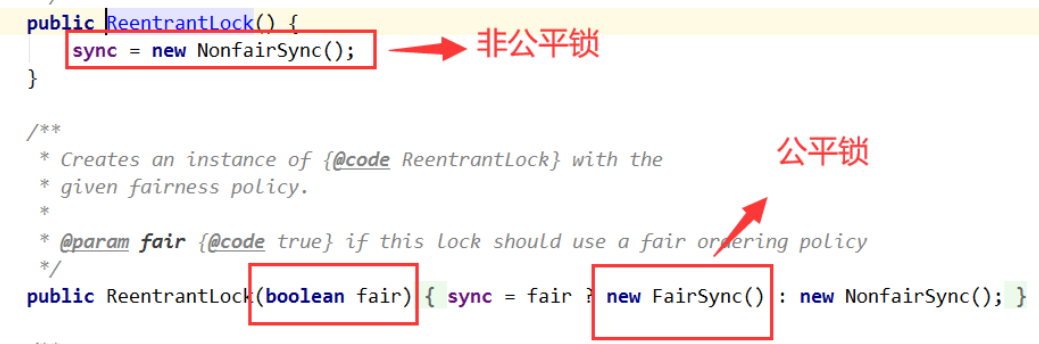 public ReentrantLock() {
sync = new NonfairSync(); 非公平锁
}
/**
* Creates an instance of {@code ReentrantLock} with the
* given fairness policy. 公平锁
*
* @param fair {@code true} if this lock should use a fair ordering policy
*/
public ReentrantLock(boolean fair) { sync = fair ? new FairSync() : new NonfairSync(); }